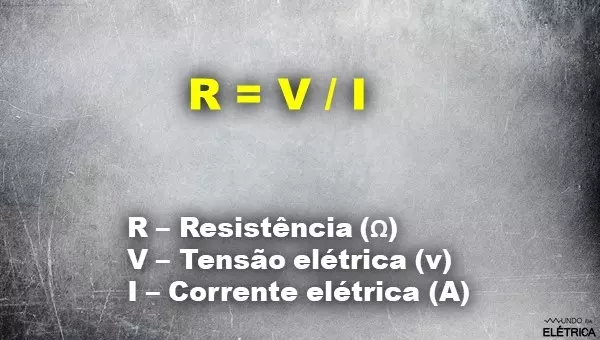 R = V / I
R – Resistência (Ω)
V – Tensão elétrica (v)
I – Corrente elétrica (A)
MUNDO DA
ELÉTRICA